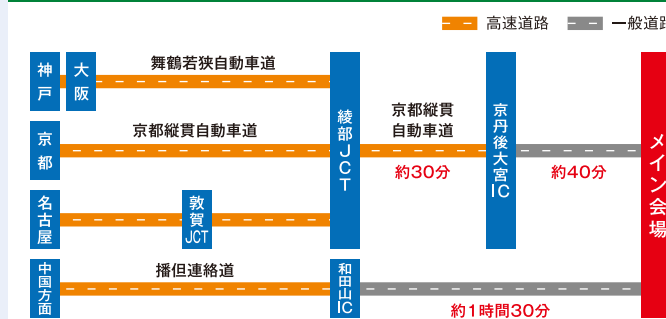 高速道路
一般道路
神戸
大阪
舞鶴若狭自動車道
京都
京都縦貫自動車道
綾部JCT
京都縦貫
自動車道
約30分
京丹後大宮IC
約40分
メイン会場
名古屋
敦賀
JCT
中国方面
播但連絡道
和田山IC
約1時間30分